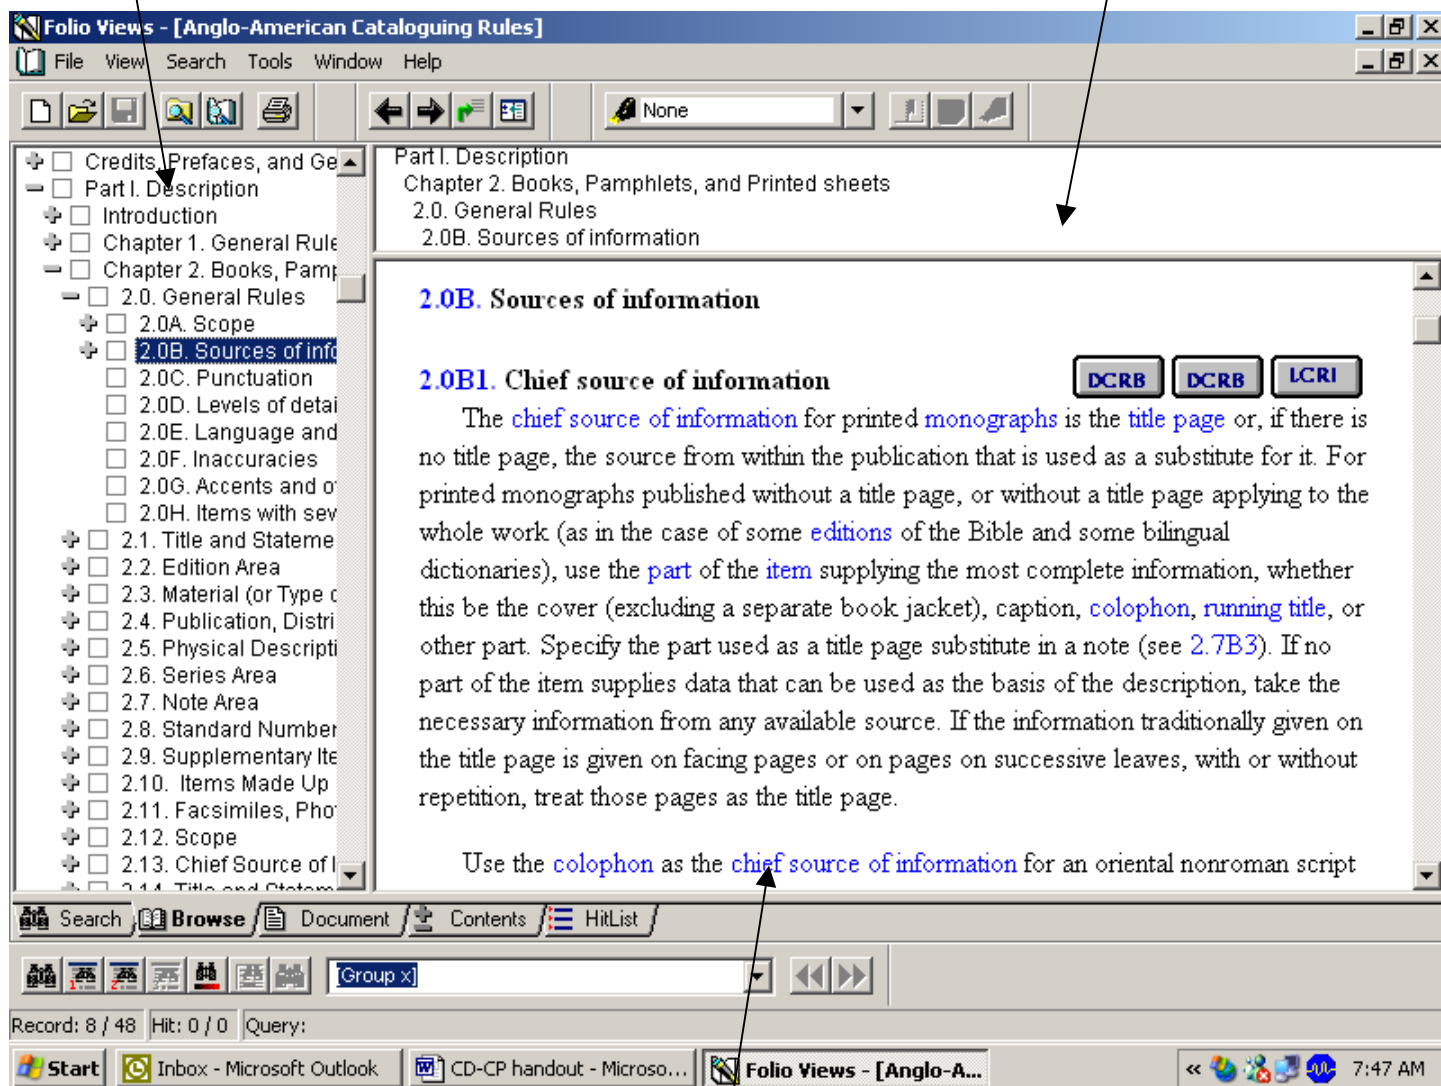 Folio Views - [Anglo-American Cataloguing Rules]
File View Search Tools Window Help
None
Credits, Prefaces, and Ge
Part I. Description
Introduction
Chapter 1. General Rule
Chapter 2. Books, Pamp
2.0. General Rules
2.0A. Scope
2.0B. Sources of info
2.0C. Punctuation
2.0D. Levels of detai
2.0E. Language and
2.0F. Inaccuracies
2.0G. Accents and o
2.0H. Items with sev
2.1. Title and Stateme
2.2. Edition Area
2.3. Material (or Type o
2.4. Publication, Distri
2.5. Physical Descripti
2.6. Series Area
2.7. Note Area
2.8. Standard Number
2.9. Supplementary Ite
2.10. Items Made Up
2.11. Facsimiles, Pho
2.12. Scope
2.13. Chief Source of I
2.14. Title and Statem
Part I. Description
Chapter 2. Books, Pamphlets, and Printed sheets
2.0. General Rules
2.0B. Sources of information
2.0B. Sources of information
2.0B1. Chief source of information DCRB DCRB LCRI
The chief source of information for printed monographs is the title page or, if there is
no title page, the source from within the publication that is used as a substitute for it. For
printed monographs published without a title page, or without a title page applying to the
whole work (as in the case of some editions of the Bible and some bilingual
dictionaries), use the part of the item supplying the most complete information, whether
this be the cover (excluding a separate book jacket), caption, colophon, running title, or
other part. Specify the part used as a title page substitute in a note (see 2.7B3). If no
part of the item supplies data that can be used as the basis of the description, take the
necessary information from any available source. If the information traditionally given on
the title page is given on facing pages or on pages on successive leaves, with or without
repetition, treat those pages as the title page.
Use the colophon as the chief source of information for an oriental nonroman script
Search Browse Document Contents HitList
[Group x]
Record: 8 / 48 Hit: 0 / 0 Query:
Start Inbox - Microsoft Outlook CD-CP handout - Microso... Folio Views - [Anglo-A... « 7:47 AM